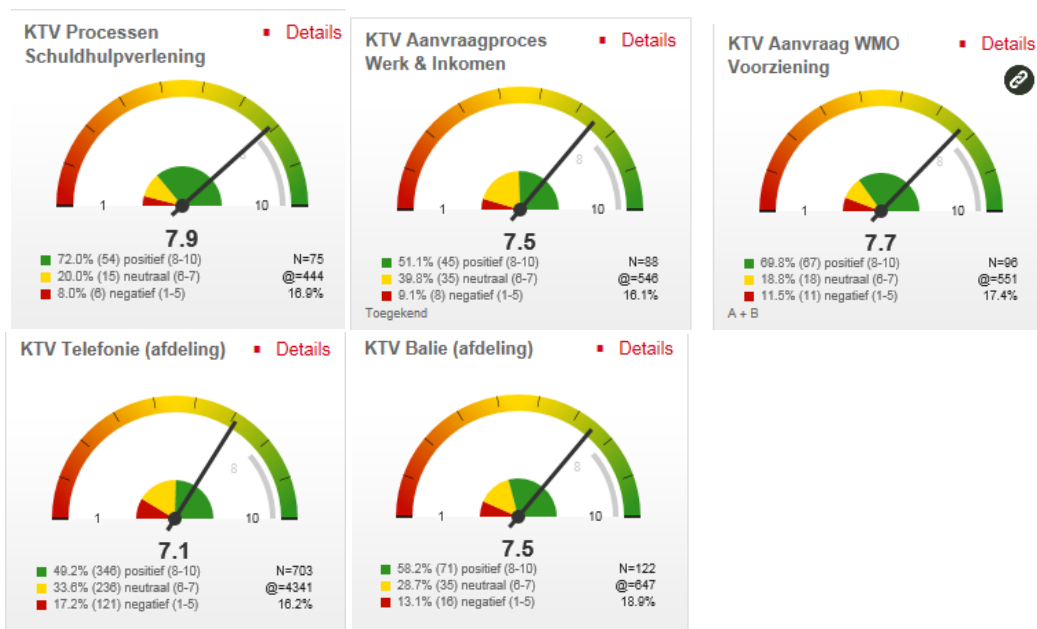 KTV Processen
Schuldhulpverlening
Details
8
1
10
7.9
72.0% (54) positief (8-10) N=75
20.0% (15) neutraal (6-7) @=444
8.0% (6) negatief (1-5) 16.9%
KTV Aanvraagproces
Werk & Inkomen
Details
8
1
10
7.5
51.1% (45) positief (8-10) N=88
39.8% (35) neutraal (6-7) @=546
9.1% (8) negatief (1-5) 16.1%
Toegekend
KTV Aanvraag WMO
Voorziening
Details
8
1
10
7.7
69.8% (67) positief (8-10) N=96
18.8% (18) neutraal (6-7) @=551
11.5% (11) negatief (1-5) 17.4%
A + B
KTV Telefonie (afdeling)
Details
8
1
10
7.1
49.2% (346) positief (8-10) N=703
33.6% (236) neutraal (6-7) @=4341
17.2% (121) negatief (1-5) 16.2%
KTV Balie (afdeling)
Details
8
1
10
7.5
58.2% (71) positief (8-10) N=122
28.7% (35) neutraal (6-7) @=647
13.1% (16) negatief (1-5) 18.9%